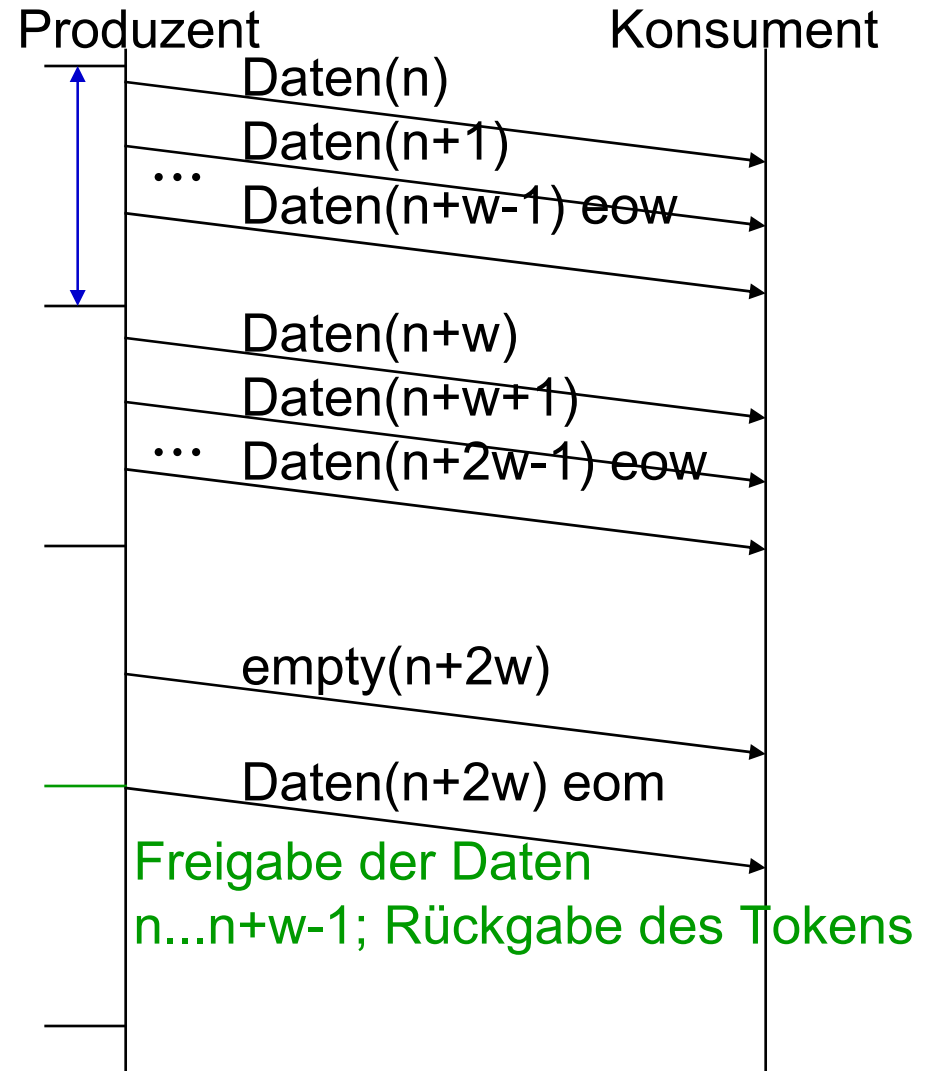 Produzent Konsument
Daten(n)
Daten(n+1)
...
Daten(n+w-1) eow
Daten(n+w)
Daten(n+w+1)
...
Daten(n+2w-1) eow
empty(n+2w)
Daten(n+2w) eom
Freigabe der Daten
n...n+w-1; Rückgabe des Tokens